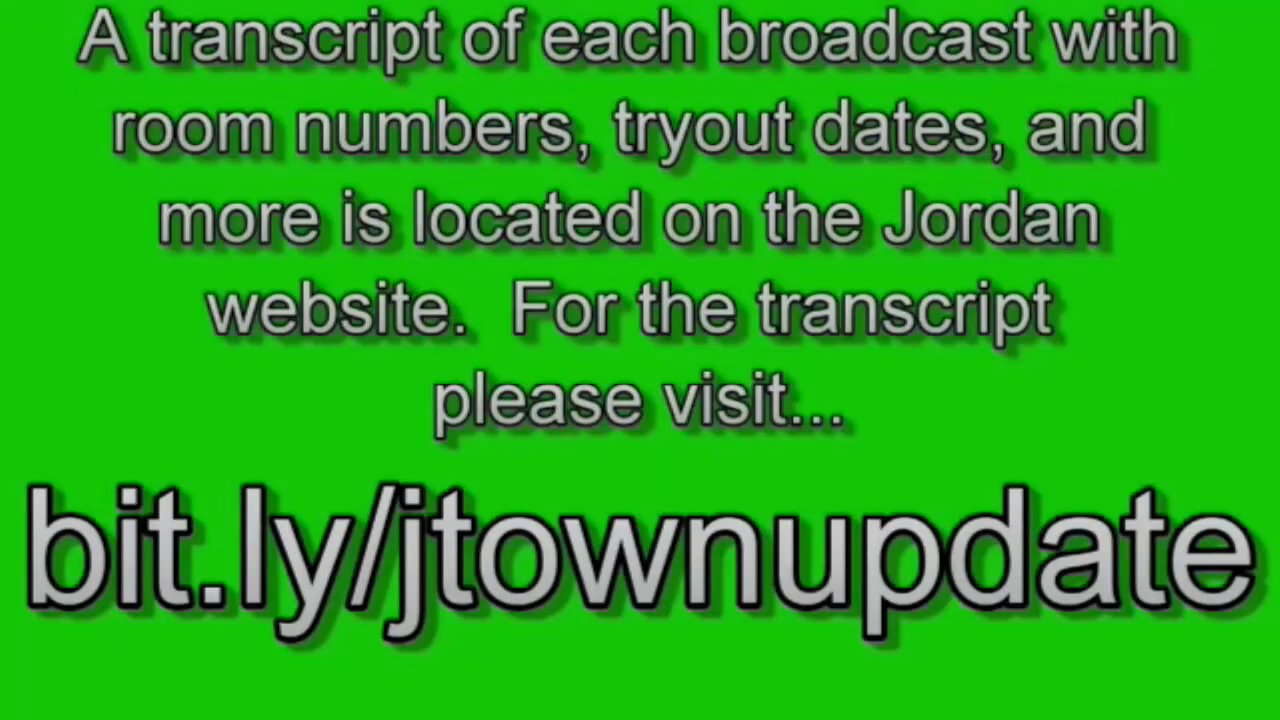 A transcript of each broadcast with
room numbers, tryout dates, and
more is located on the Jordan
website.  For the transcript
please visit...
bit.ly/jtownupdate